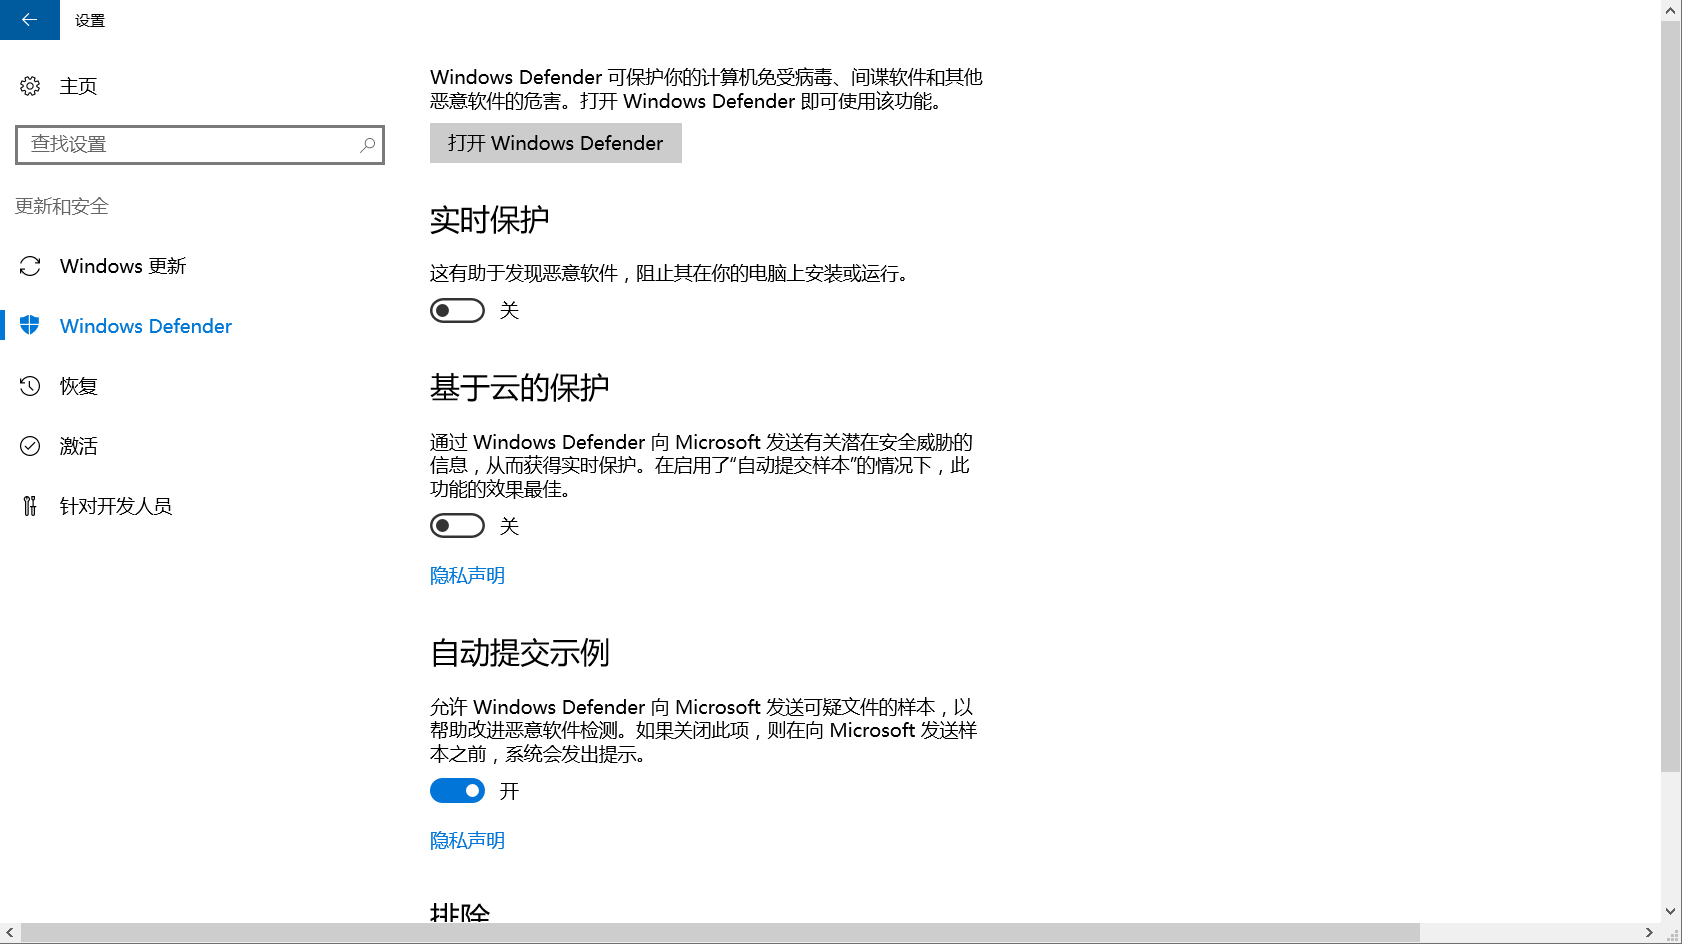 设置
主页
查找设置
更新和安全
Windows 更新
Windows Defender
恢复
激活
针对开发人员
Windows Defender 可保护你的计算机免受病毒、间谍软件和其他
恶意软件的危害。打开 Windows Defender 即可使用该功能。
打开 Windows Defender
实时保护
这有助于发现恶意软件，阻止其在你的电脑上安装或运行。
关
基于云的保护
通过 Windows Defender 向 Microsoft 发送有关潜在安全威胁的
信息，从而获得实时保护。在启用了“自动提交样本”的情况下，此
功能的效果最佳。
关
隐私声明
自动提交示例
允许 Windows Defender 向 Microsoft 发送可疑文件的样本，以
帮助改进恶意软件检测。如果关闭此项，则在向 Microsoft 发送样
本之前，系统会发出提示。
开
隐私声明
排除